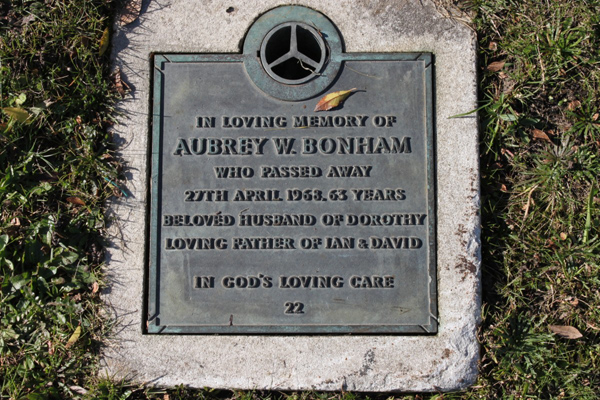 IN LOVING MEMORY OF
AUBREY W. BONHAM
WHO PASSED AWAY
27TH APRIL 1968. 63 YEARS
BELOVÉD HUSBAND OF DOROTHY
LOVING FATHER OF IAN & DAVID
IN GOD'S LOVING CARE
22